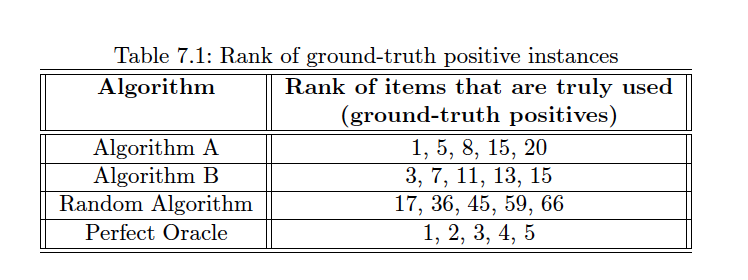 Table 7.1: Rank of ground-truth positive instances
Algorithm Rank of items that are truly used
(ground-truth positives)
Algorithm A 1, 5, 8, 15, 20
Algorithm B 3, 7, 11, 13, 15
Random Algorithm 17, 36, 45, 59, 66
Perfect Oracle 1, 2, 3, 4, 5